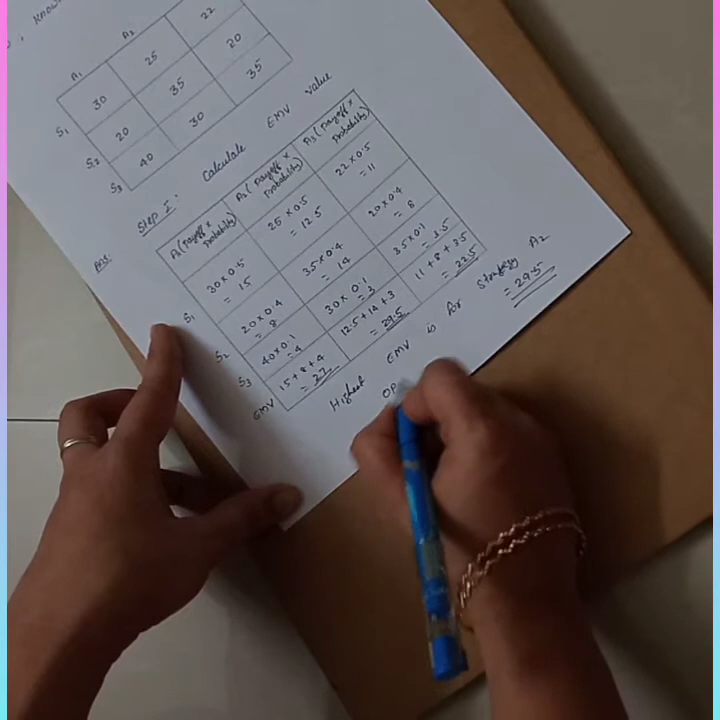 A1 A2
S1 30 25 22
S2 20 35 20
S3 40 30 35
Ans:
Step I: Calculate EMV value
A1 (Payoff × Probability) A2 (Payoff × Probability) A3 (Payoff × Probability)
S1 30 × 0.5 = 15 25 × 0.5 = 12.5 22 × 0.5 = 11
S2 20 × 0.4 = 8 35 × 0.4 = 14 20 × 0.4 = 8
S3 40 × 0.1 = 4 30 × 0.1 = 3 35 × 0.1 = 3.5
EMV 15 + 8 + 4 = 27 12.5 + 14 + 3 = 29.5 11 + 8 + 3.5 = 22.5
Highest EMV is for Strategy A2
= 29.5
OP